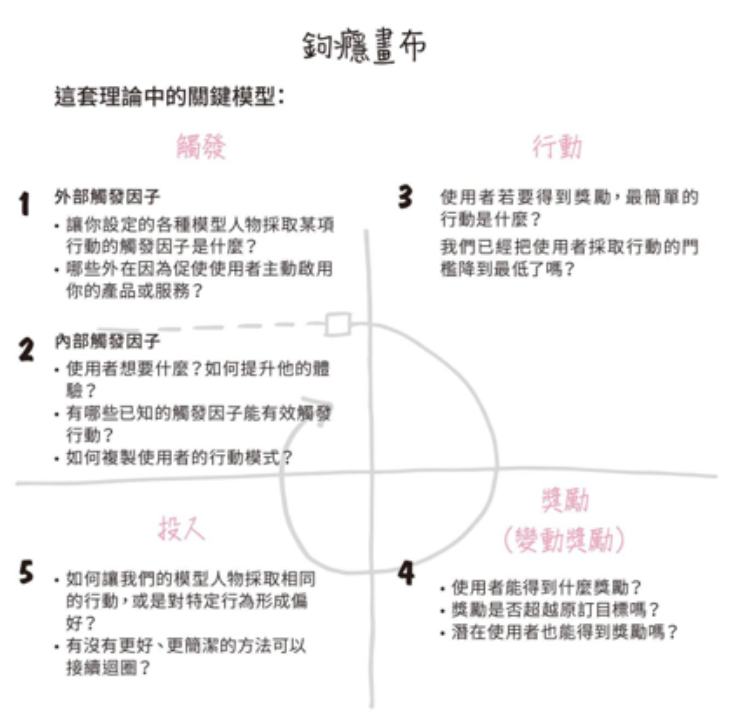 鉤癮畫布
這套理論中的關鍵模型：
觸發
1
外部觸發因子
• 讓你設定的各種模型人物採取某項
行動的觸發因子是什麼？
• 哪些外在因為促使使用者主動啟用
你的產品或服務？
2
內部觸發因子
• 使用者想要什麼？如何提升他的體
驗？
• 有哪些已知的觸發因子能有效觸發
行動？
• 如何複製使用者的行動模式？
行動
3
使用者若要得到獎勵，最簡單的
行動是什麼？
我們已經把使用者採取行動的門
檻降到最低了嗎？
獎勵
（變動獎勵）
4
• 使用者能得到什麼獎勵？
• 獎勵是否超越原訂目標嗎？
• 潛在使用者也能得到獎勵嗎？
投入
5
• 如何讓我們的模型人物採取相同
的行動，或是對特定行為形成偏
好？
• 有沒有更好、更簡潔的方法可以
接續迴圈？